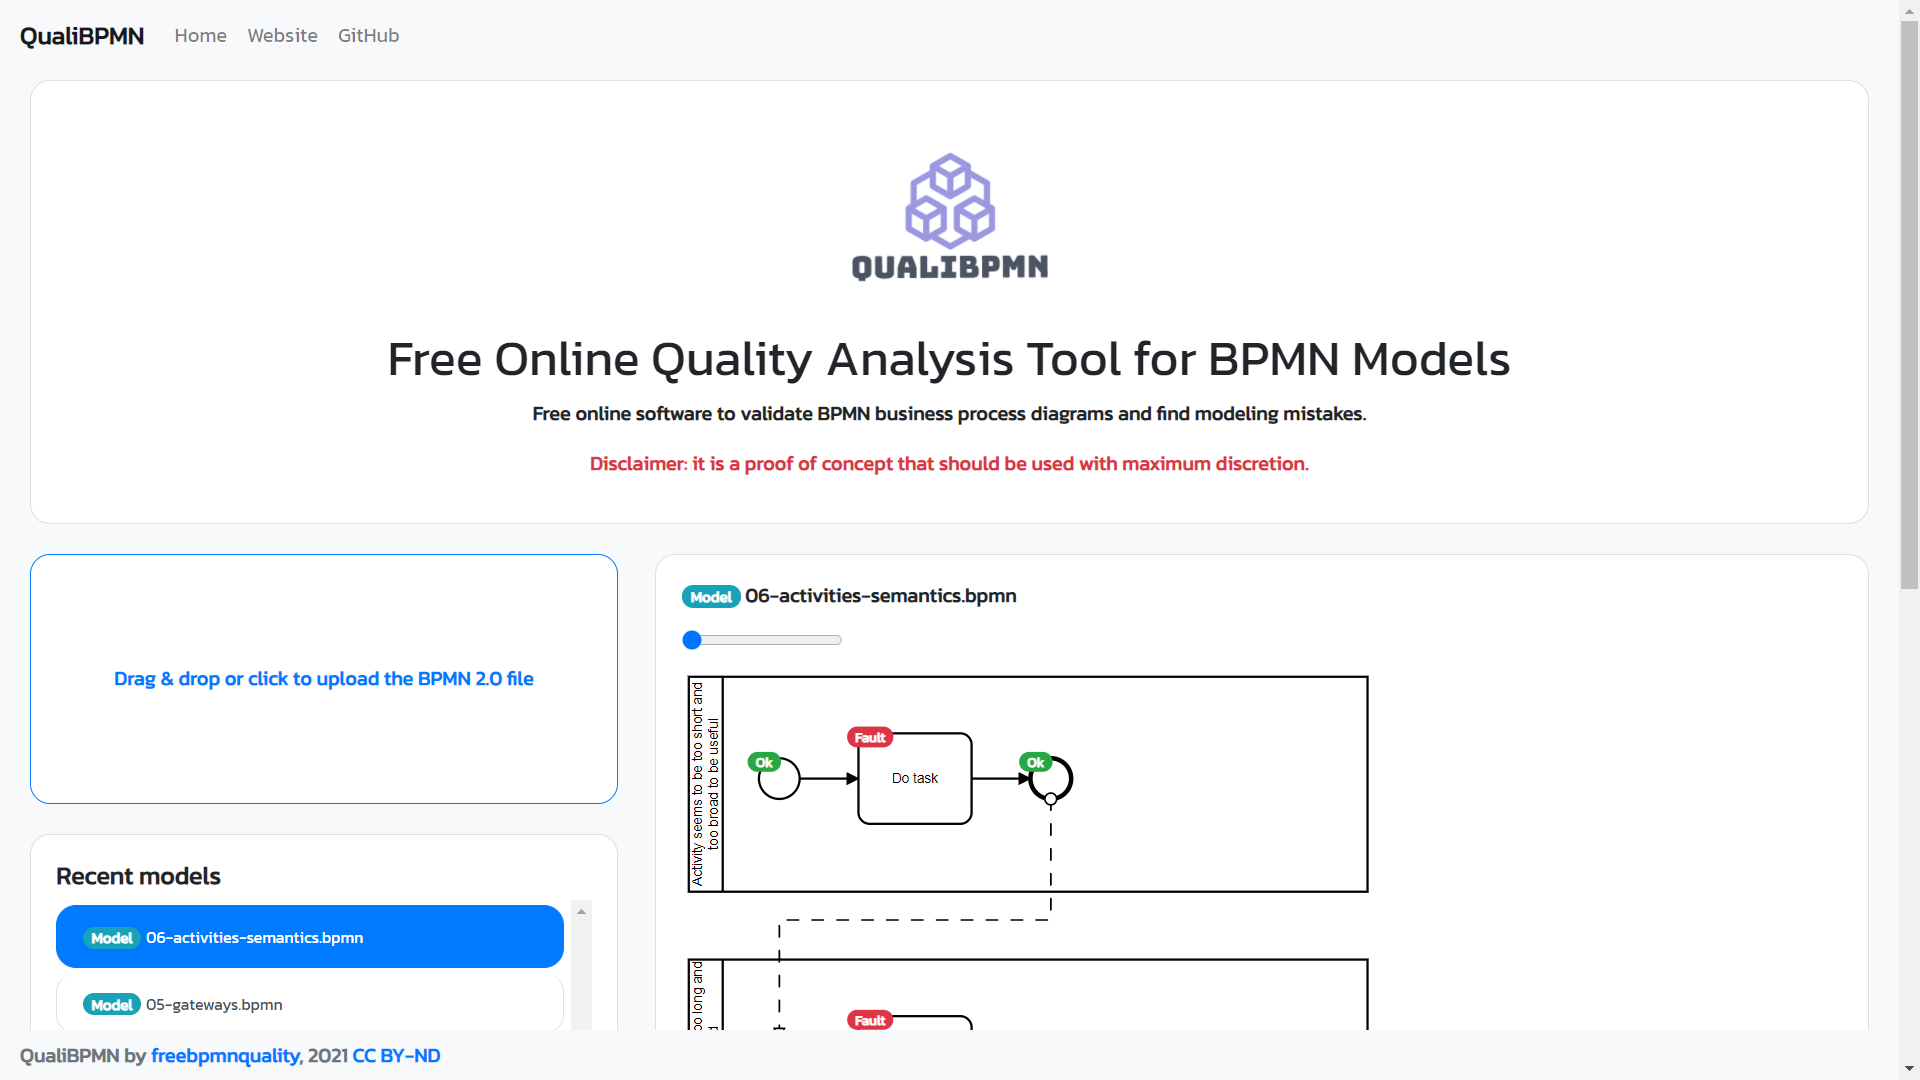 QualiBPMN Home Website GitHub
QUALIBPMN
Free Online Quality Analysis Tool for BPMN Models
Free online software to validate BPMN business process diagrams and find modeling mistakes.
Disclaimer: it is a proof of concept that should be used with maximum discretion.
Drag & drop or click to upload the BPMN 2.0 file
Recent models
Model 06-activities-semantics.bpmn
Model 05-gateways.bpmn
Model 06-activities-semantics.bpmn
Activity seems to be too short and
too broad to be useful
Ok
Fault
Do task
Ok
oo long and
Fault
QualiBPMN by freebpmnquality, 2021 CC BY-ND